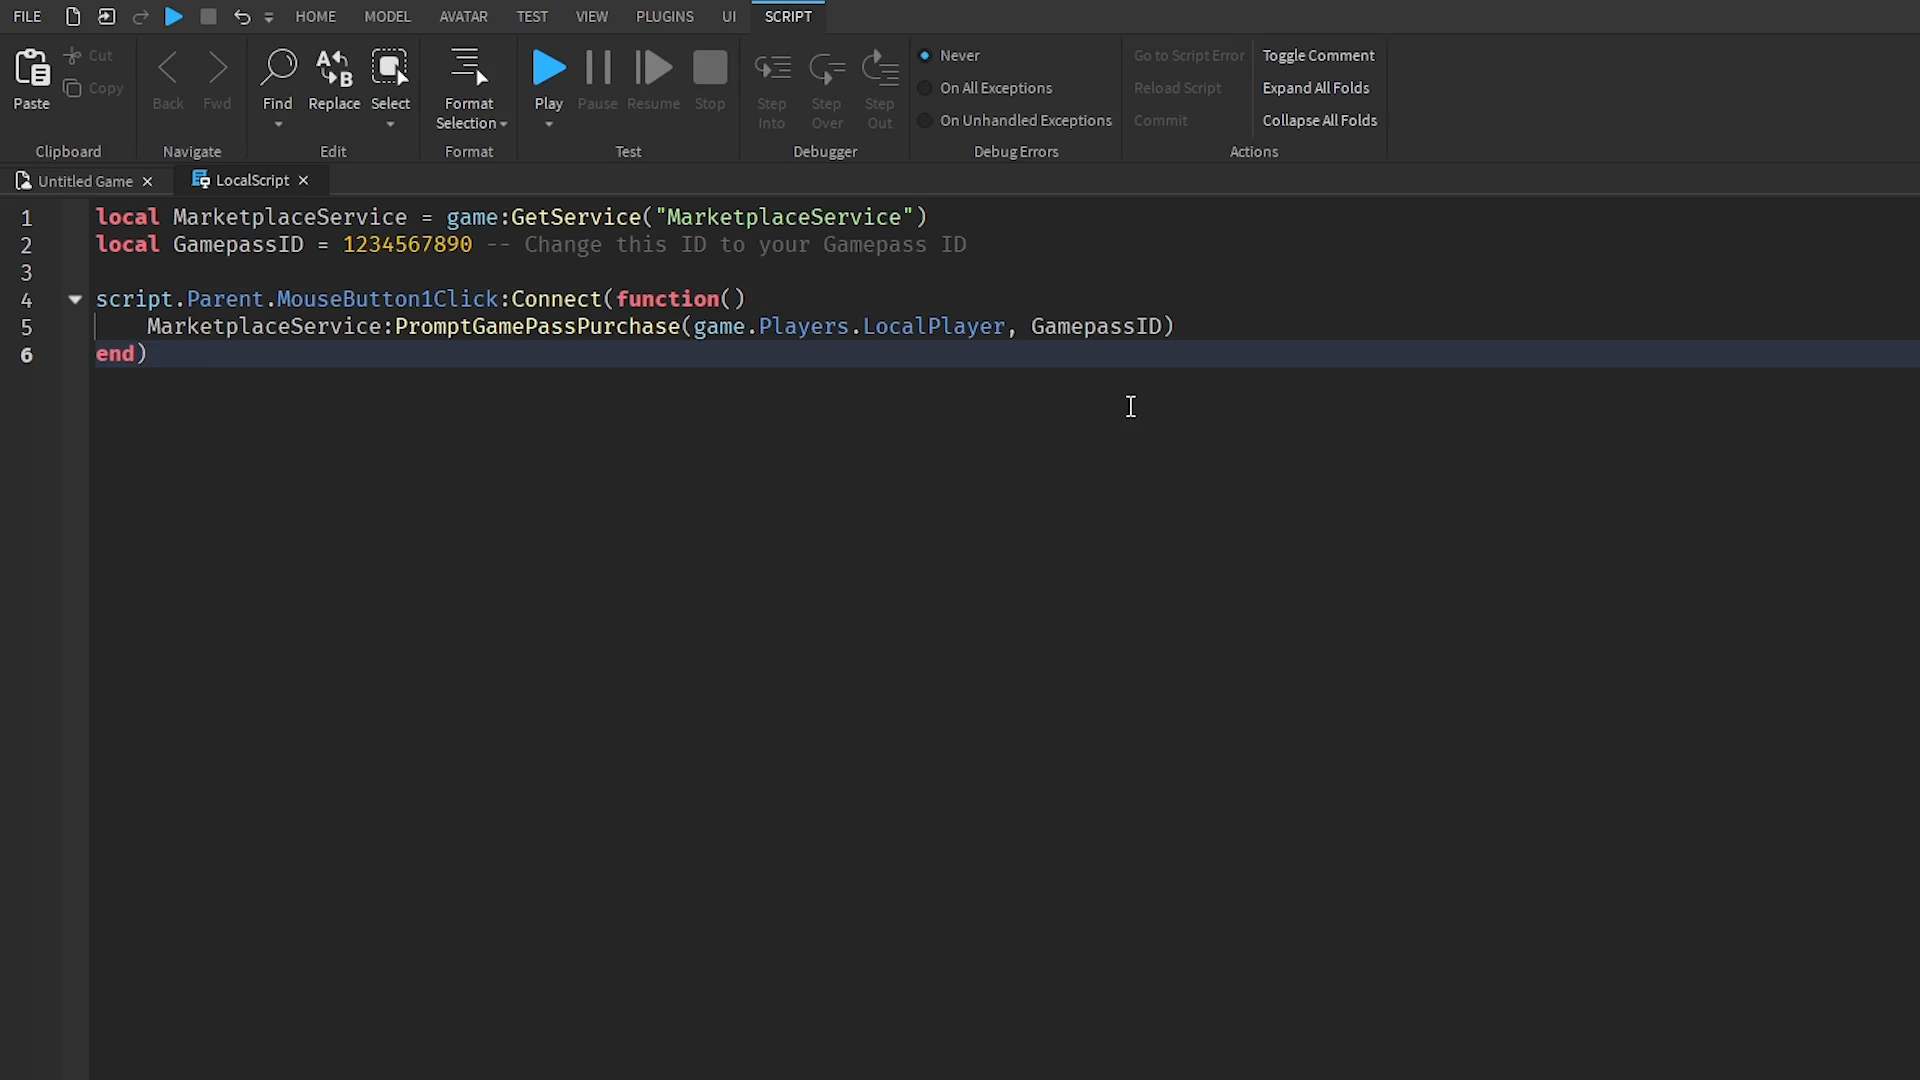 FILE HOME MODEL AVATAR TEST VIEW PLUGINS UI SCRIPT
Paste
Cut
Copy
Clipboard
Back Fwd
Navigate
Find Replace Select
Edit
Format
Selection
Format
Play Pause Resume Stop
Test
Step Into
Step Over
Step Out
Debugger
Never
On All Exceptions
On Unhandled Exceptions
Debug Errors
Go to Script Error
Reload Script
Commit
Toggle Comment
Expand All Folds
Collapse All Folds
Actions
Untitled Game LocalScript
1 local MarketplaceService = game:GetService("MarketplaceService")
2 local GamepassID = 1234567890 -- Change this ID to your Gamepass ID
3
4 script.Parent.MouseButton1Click:Connect(function()
5 MarketplaceService:PromptGamePassPurchase(game.Players.LocalPlayer, GamepassID)
6 end)